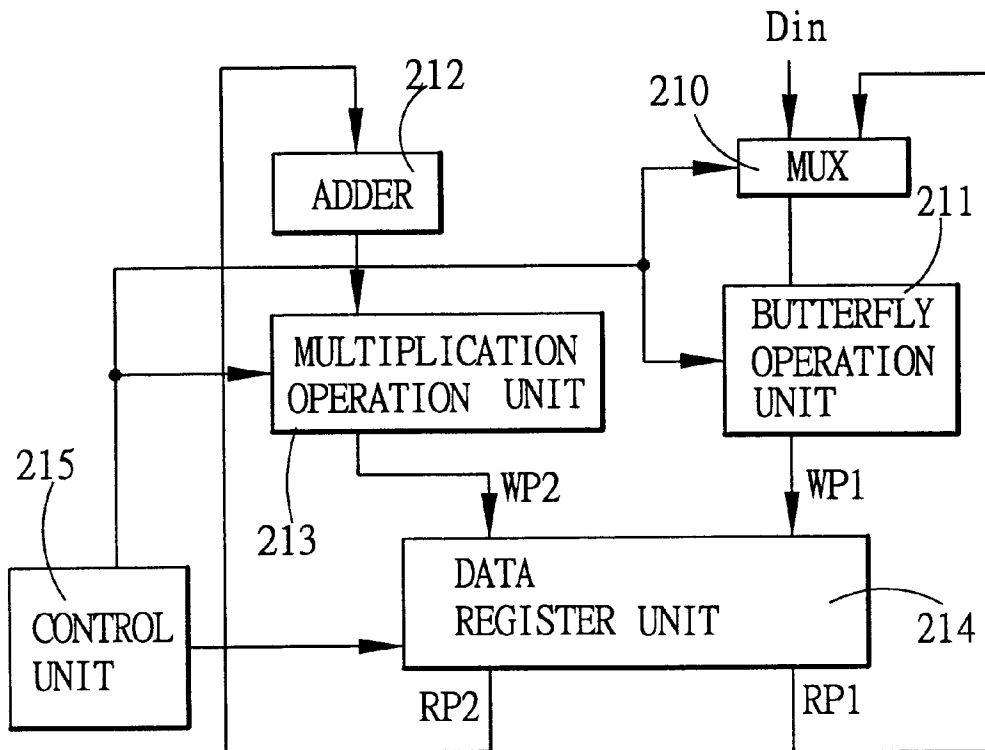 Din
212
210
ADDER
MUX
211
MULTIPLICATION
OPERATION UNIT
BUTTERFLY
OPERATION
UNIT
215
213
WP2
WP1
CONTROL
UNIT
DATA
REGISTER UNIT
214
RP2
RP1